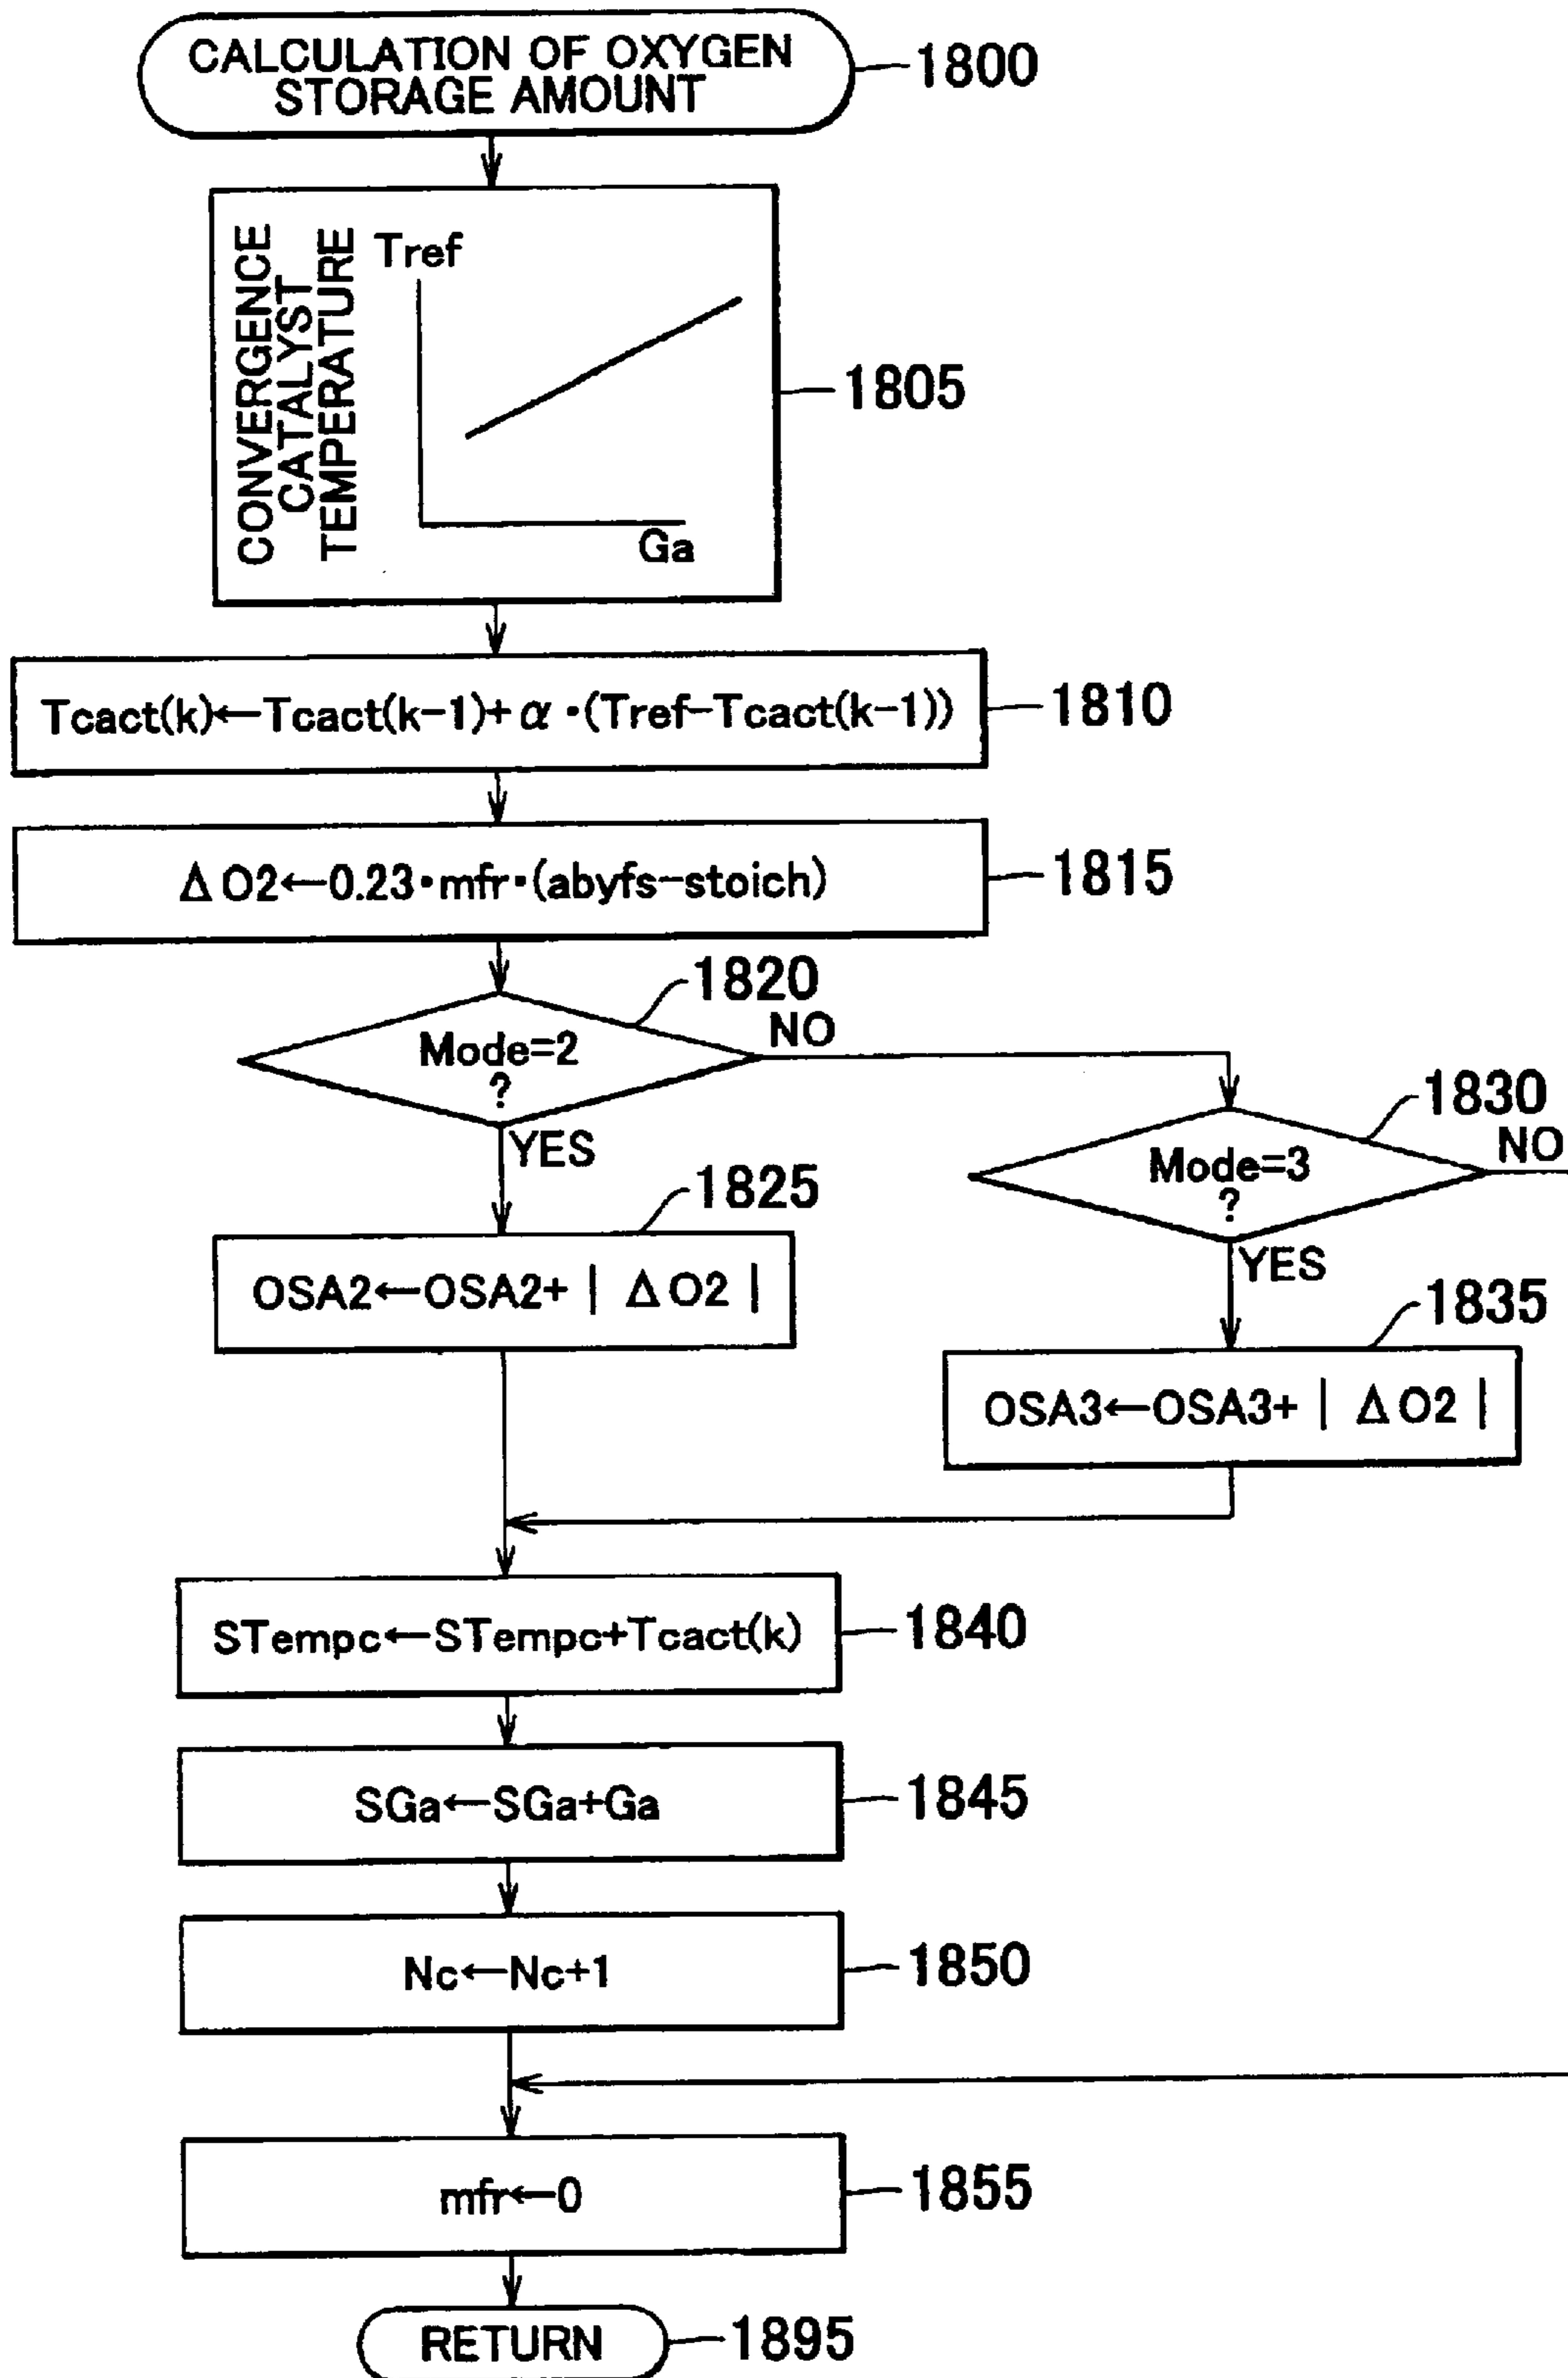 CALCULATION OF OXYGEN
STORAGE AMOUNT
1800
CONVERGENCE
CATALYST
TEMPERATURE
Tref
Ga
1805
Tcact(k)←Tcact(k-1)+α・(Tref-Tcact(k-1))
1810
ΔO2←0.23・mfr・(abyfs-stoich)
1815
1820
Mode=2
?
NO
YES
1830
Mode=3
?
NO
YES
1825
OSA2←OSA2+|ΔO2|
1835
OSA3←OSA3+|ΔO2|
STempc←STempc+Tcact(k)
1840
SGa←SGa+Ga
1845
Nc←Nc+1
1850
mfr←0
1855
RETURN
1895